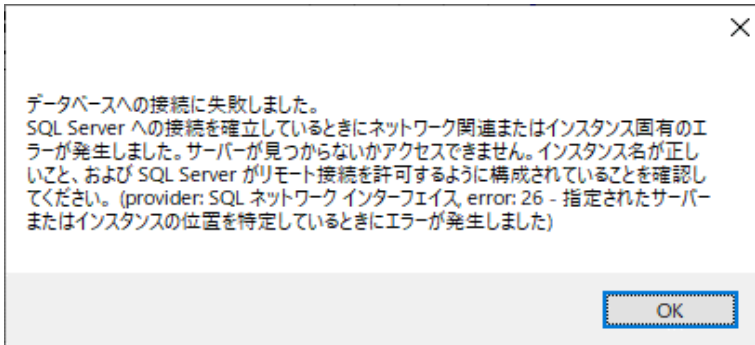 データベースへの接続に失敗しました。
SQL Server への接続を確立しているときにネットワーク関連またはインスタンス固有のエ
ラーが発生しました。サーバーが見つからないかアクセスできません。インスタンス名が正し
いこと、および SQL Server がリモート接続を許可するように構成されていることを確認し
てください。 (provider: SQL ネットワーク インターフェイス, error: 26 - 指定されたサーバー
またはインスタンスの位置を特定しているときにエラーが発生しました)
OK